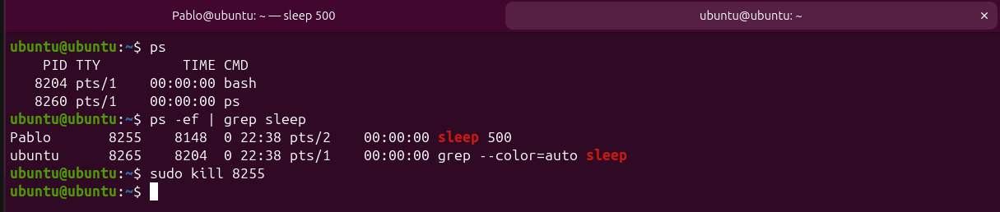 Pablo@ubuntu: ~ — sleep 500
ubuntu@ubuntu: ~
ubuntu@ubuntu:~$ ps
    PID TTY          TIME CMD
   8204 pts/1    00:00:00 bash
   8260 pts/1    00:00:00 ps
ubuntu@ubuntu:~$ ps -ef | grep sleep
Pablo       8255    8148  0 22:38 pts/2    00:00:00 sleep 500
ubuntu      8265    8204  0 22:38 pts/1    00:00:00 grep --color=auto sleep
ubuntu@ubuntu:~$ sudo kill 8255
ubuntu@ubuntu:~$